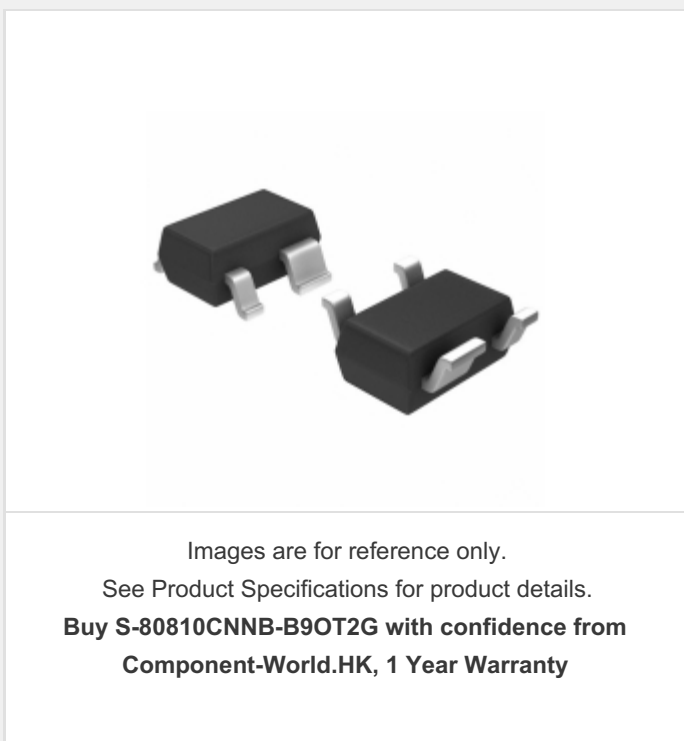 Images are for reference only.
See Product Specifications for product details.
Buy S-80810CNNB-B9OT2G with confidence from
Component-World.HK, 1 Year Warranty